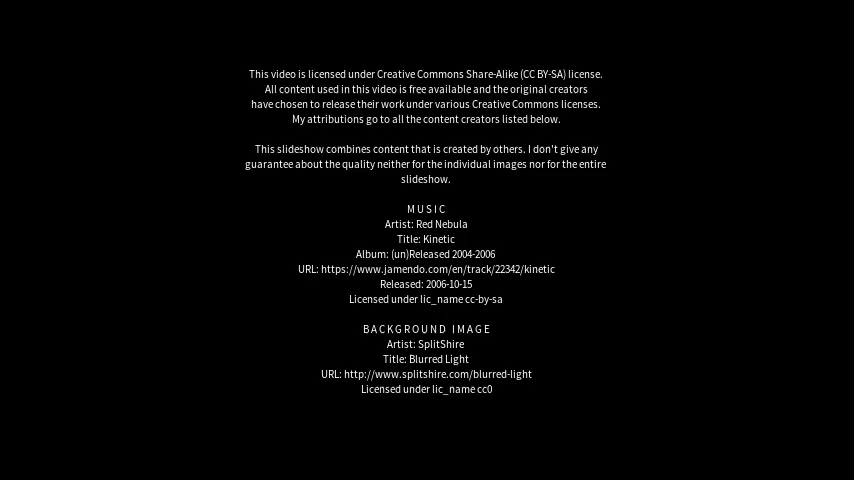 This video is licensed under Creative Commons Share-Alike (CC BY-SA) license.
All content used in this video is free available and the original creators
have chosen to release their work under various Creative Commons licenses.
My attributions go to all the content creators listed below.
This slideshow combines content that is created by others. I don't give any
guarantee about the quality neither for the individual images nor for the entire
slideshow.
MUSIC
Artist: Red Nebula
Title: Kinetic
Album: (un)Released 2004-2006
URL: https://www.jamendo.com/en/track/22342/kinetic
Released: 2006-10-15
Licensed under lic_name cc-by-sa
BACKGROUND IMAGE
Artist: SplitShire
Title: Blurred Light
URL: http://www.splitshire.com/blurred-light
Licensed under lic_name cc0